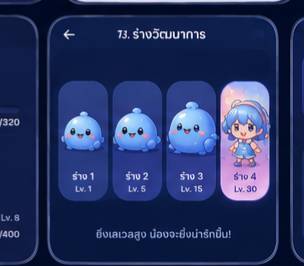 73. ร่างวิวัฒนาการ
/320
ร่าง 1
Lv. 1
ร่าง 2
Lv. 5
ร่าง 3
Lv. 15
ร่าง 4
Lv. 30
Lv. 8
/400
ยิ่งเลเวลสูง น้องจะยิ่งน่ารักขึ้น!